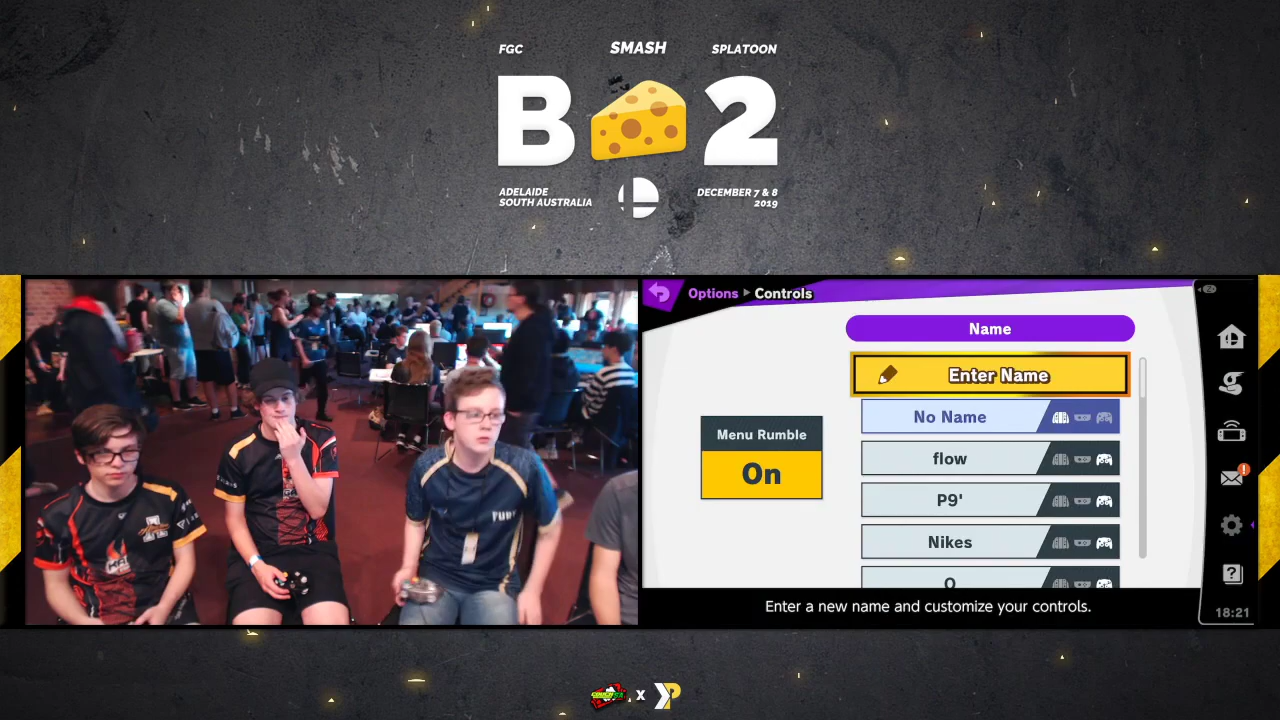 FGC
SMASH
SPLATOON
B 2
ADELAIDE
SOUTH AUSTRALIA
DECEMBER 7 & 8
2019
Options ▸ Controls
Name
Enter Name
No Name
flow
P9'
Nikes
O
Menu Rumble
On
Enter a new name and customize your controls.
18:21
FURY
X